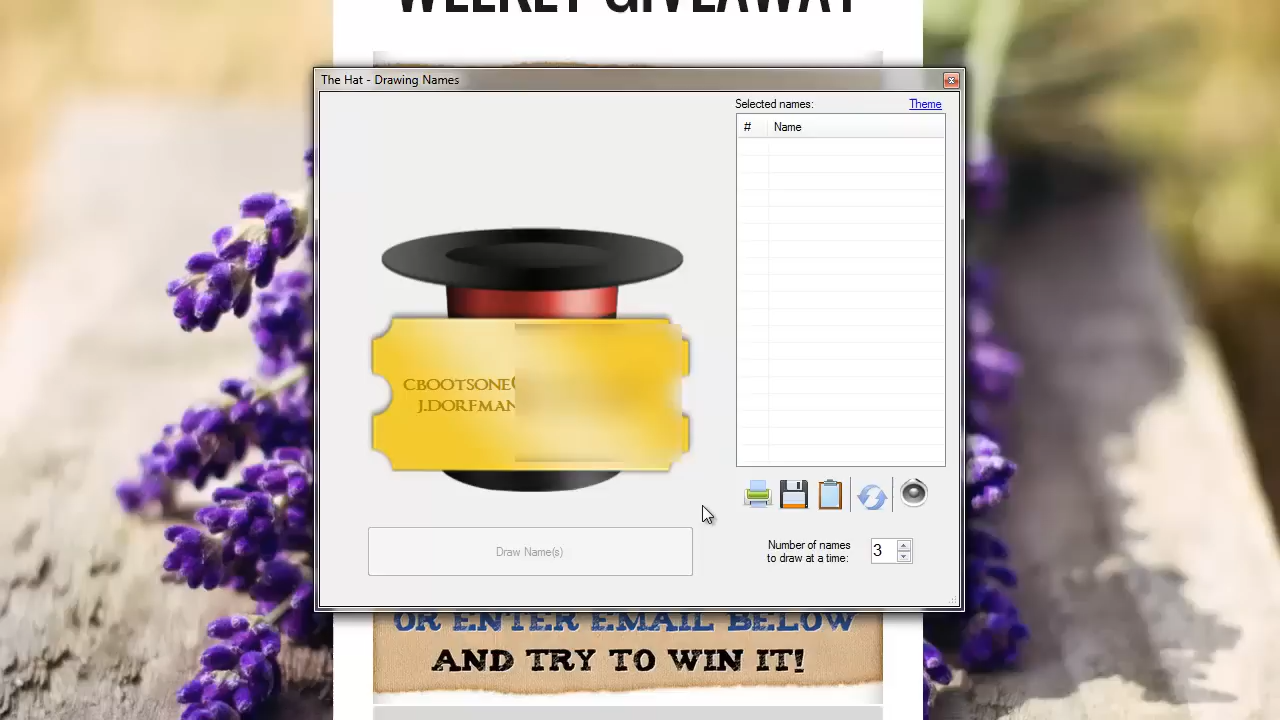 WEEKLY GIVEAWAY
The Hat - Drawing Names
Selected names:
Theme
# Name
CBOOTSONE
J.DORFMAN
Draw Name(s)
Number of names
to draw at a time:
3
OR ENTER EMAIL BELOW
AND TRY TO WIN IT!